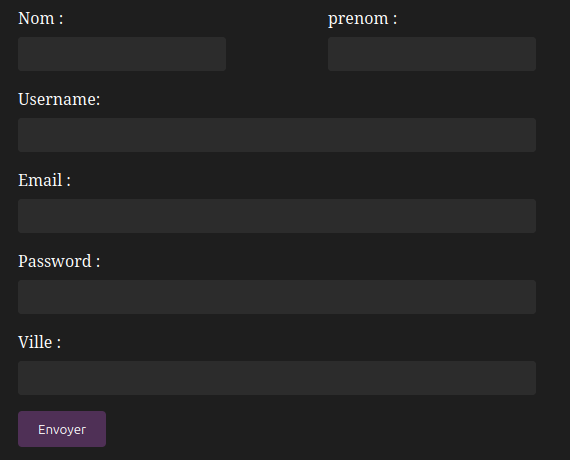 Nom : prenom :
Username:
Email :
Password :
Ville :
Envoyer